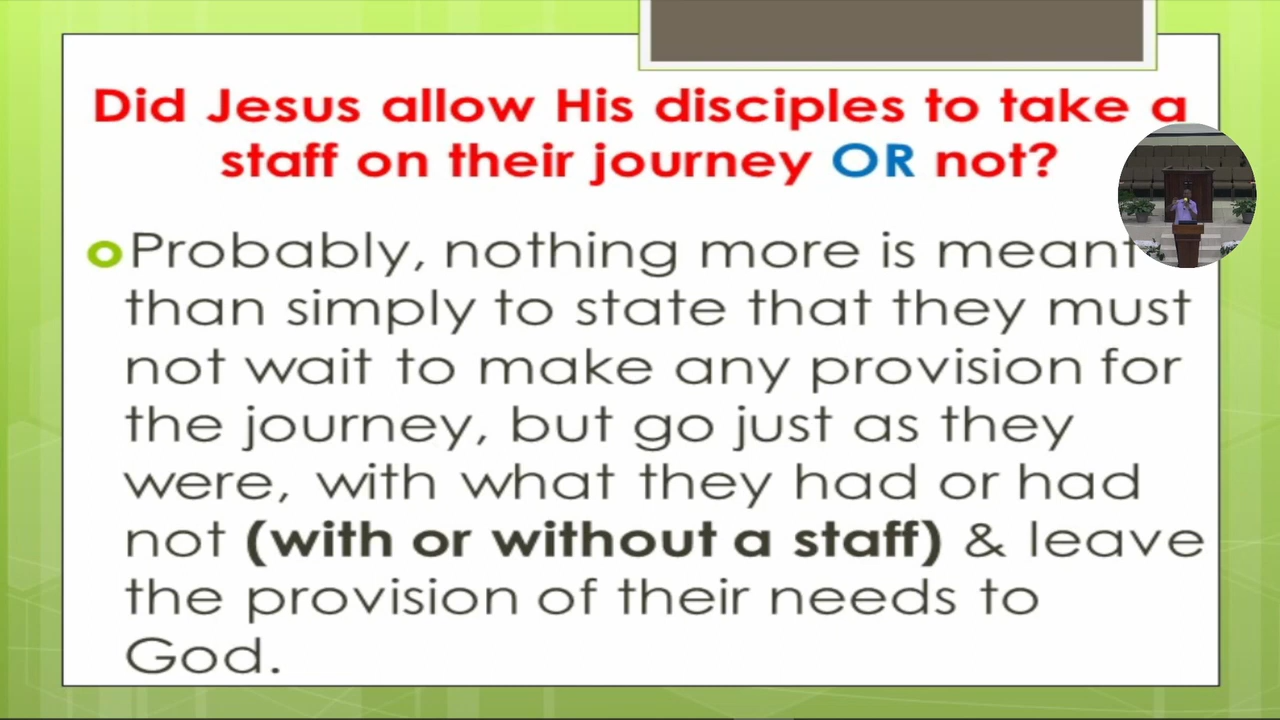 Did Jesus allow His disciples to take a
staff on their journey OR not?
Probably, nothing more is meant
than simply to state that they must
not wait to make any provision for
the journey, but go just as they
were, with what they had or had
not (with or without a staff) & leave
the provision of their needs to
God.